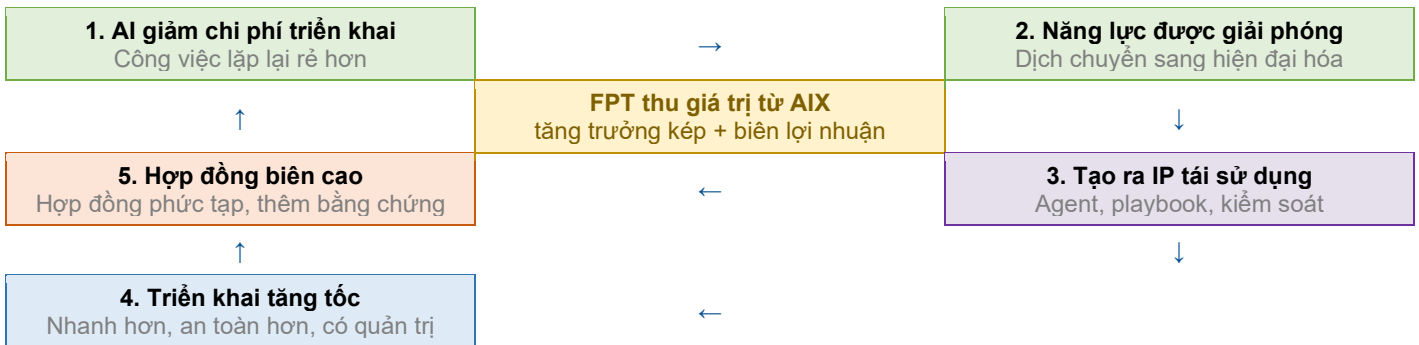 1. AI giảm chi phí triển khai
Công việc lặp lại rẻ hơn
→
2. Năng lực được giải phóng
Dịch chuyển sang hiện đại hóa
↑
FPT thu giá trị từ AIX
tăng trưởng kép + biên lợi nhuận
↓
5. Hợp đồng biên cao
Hợp đồng phức tạp, thêm bằng chứng
←
3. Tạo ra IP tái sử dụng
Agent, playbook, kiểm soát
↑
↓
4. Triển khai tăng tốc
Nhanh hơn, an toàn hơn, có quản trị
←